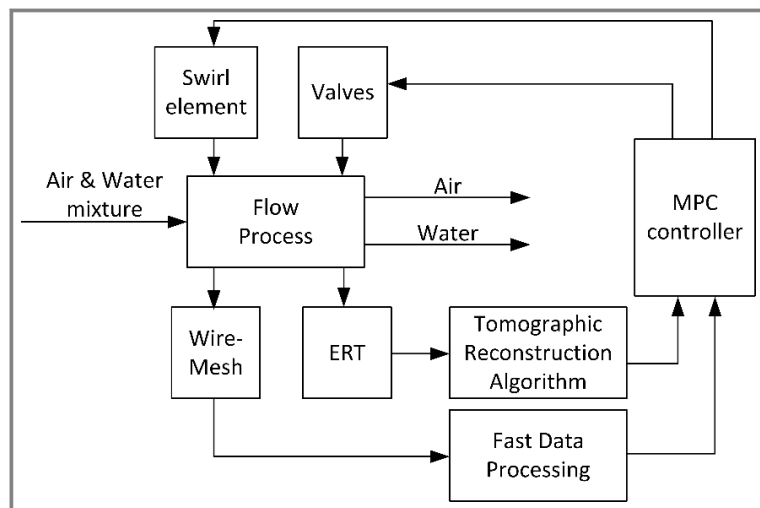 Swirl
element
Valves
Air & Water
mixture
Flow
Process
Air
Water
MPC
controller
Wire-
Mesh
ERT
Tomographic
Reconstruction
Algorithm
Fast Data
Processing